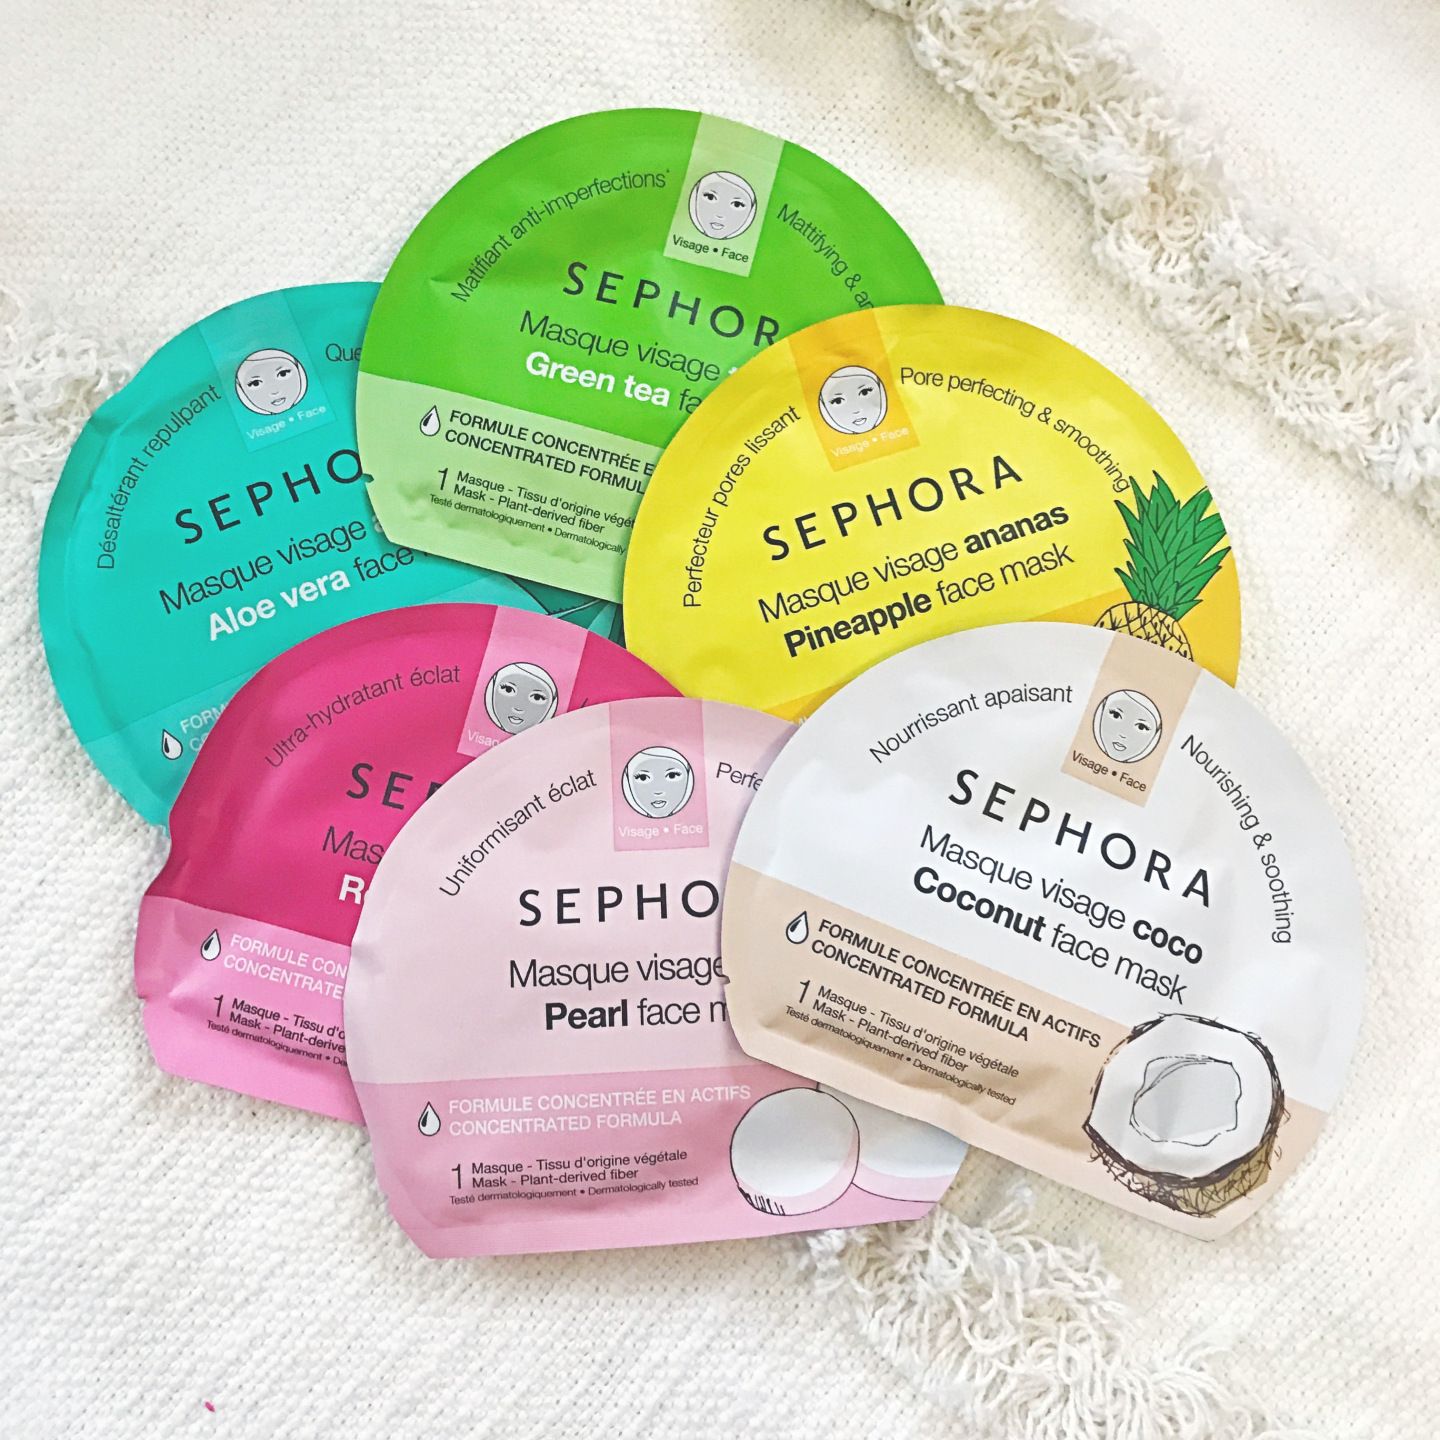 Matifiant anti-imperfections*
Visage • Face
Mattifying &
SEPHOR
Masque visage
Green tea
FORMULE CONCENTRÉE
CONCENTRATED FORMUL
1 Masque - Tissu d'origine
Mask - Plant-derived fiber
Testé dermatologiquement • Dermatologically
Désaltérant repulpant
Visage • Face
Que
SEPHO
Masque visage
Aloe vera face
FORM
Perfecteur pores lissant
Visage • Face
Pore perfecting & smoothing
SEPHORA
Masque visage ananas
Pineapple face mask
Ultra-hydratant éclat
SE
Mas
FORMULE CON
CONCENTRATE
1 Masque - Tissu d'o
Mask - Plant-derive
Testé dermatologiquement •
Uniformisant éclat
Visage • Face
Perfe
SEPHO
Masque visage
Pearl face
FORMULE CONCENTRÉE EN ACTIFS
CONCENTRATED FORMULA
1 Masque - Tissu d'origine végétale
Mask - Plant-derived fiber
Testé dermatologiquement • Dermatologically tested
Nourrissant apaisant
Visage • Face
Nourishing & soothing
SEPHORA
Masque visage coco
Coconut face mask
FORMULE CONCENTRÉE EN ACTIFS
CONCENTRATED FORMULA
1 Masque - Tissu d'origine végétale
Mask - Plant-derived fiber
Testé dermatologiquement • Dermatologically tested